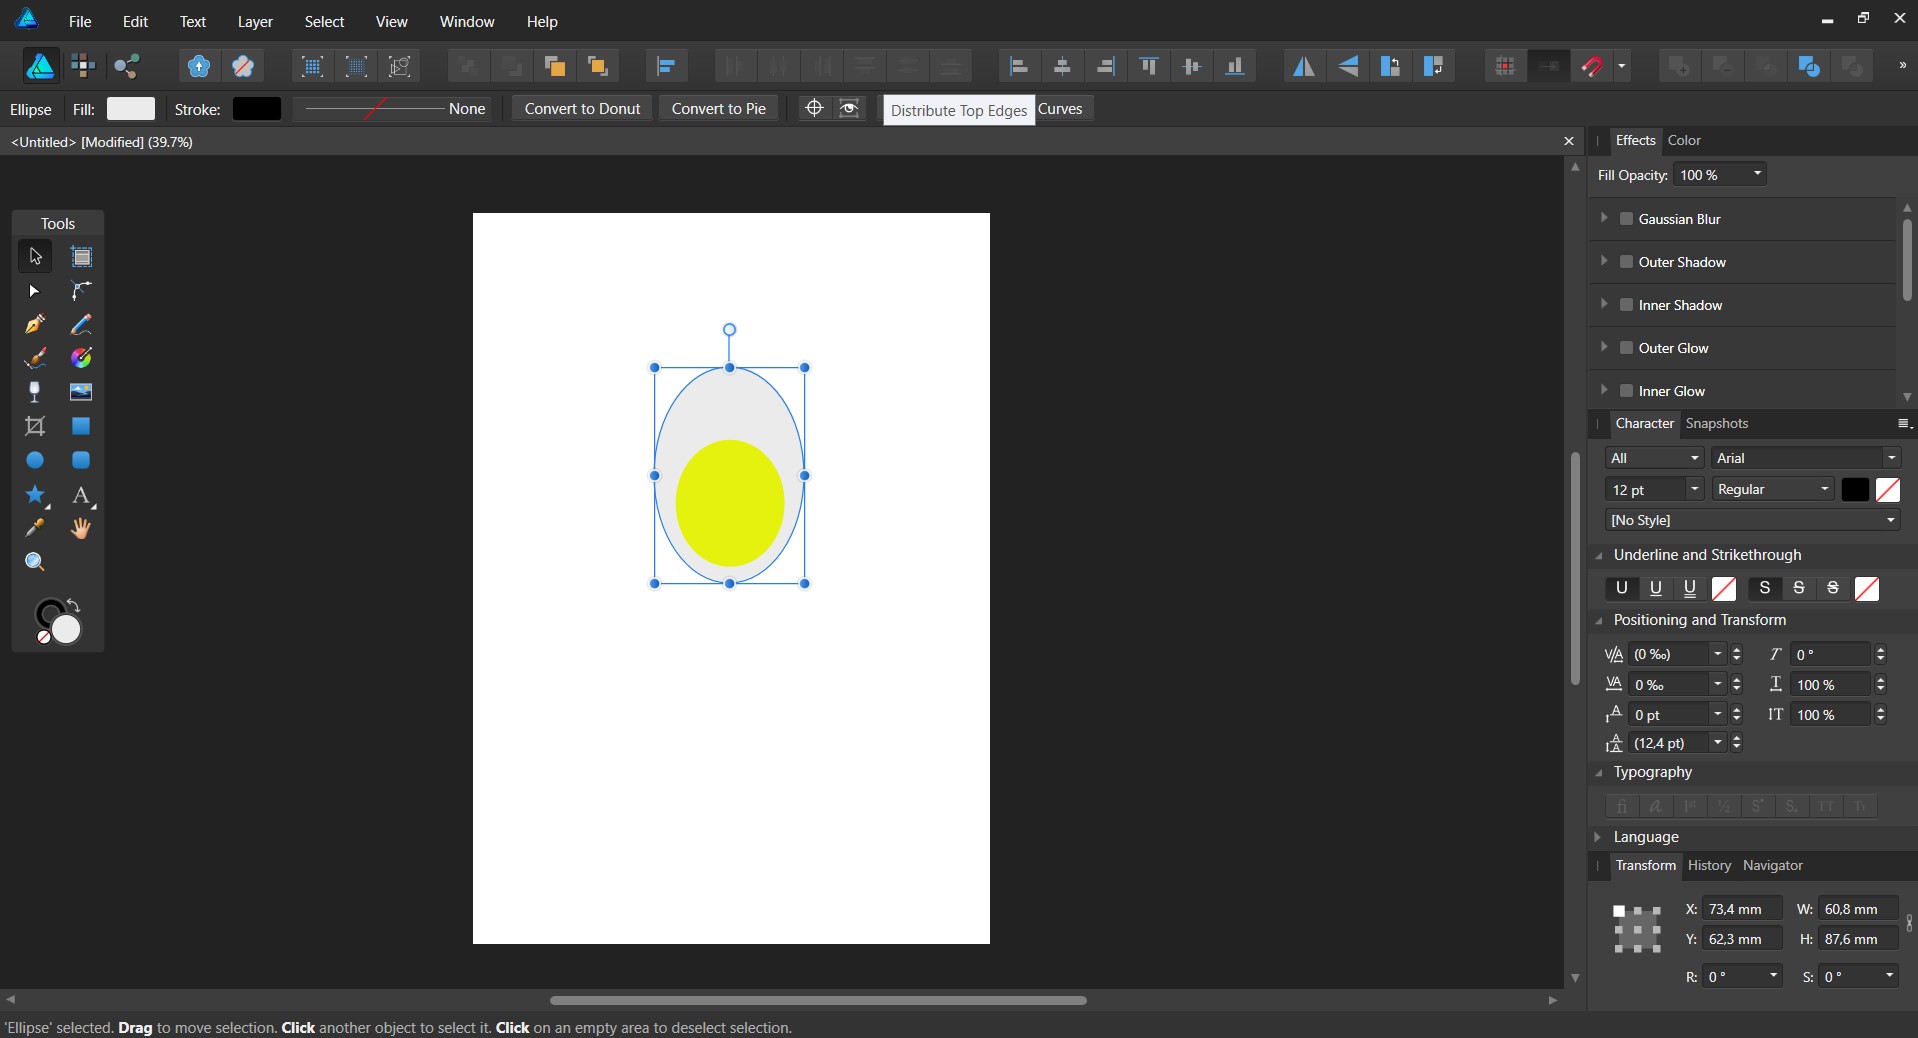 File Edit Text Layer Select View Window Help
Ellipse Fill: Stroke: None Convert to Donut Convert to Pie Distribute Top Edges Curves
<Untitled> [Modified] (39.7%)
Effects Color
Fill Opacity: 100 %
Tools
Gaussian Blur
Outer Shadow
Inner Shadow
Outer Glow
Inner Glow
Character Snapshots
All Arial
12 pt Regular
[No Style]
Underline and Strikethrough
U U U S S S
Positioning and Transform
(0 ‰) 0 °
0 ‰ 100 %
0 pt 100 %
(12,4 pt)
Typography
Language
Transform History Navigator
X: 73,4 mm W: 60,8 mm
Y: 62,3 mm H: 87,6 mm
R: 0 ° S: 0 °
'Ellipse' selected. Drag to move selection. Click another object to select it. Click on an empty area to deselect selection.